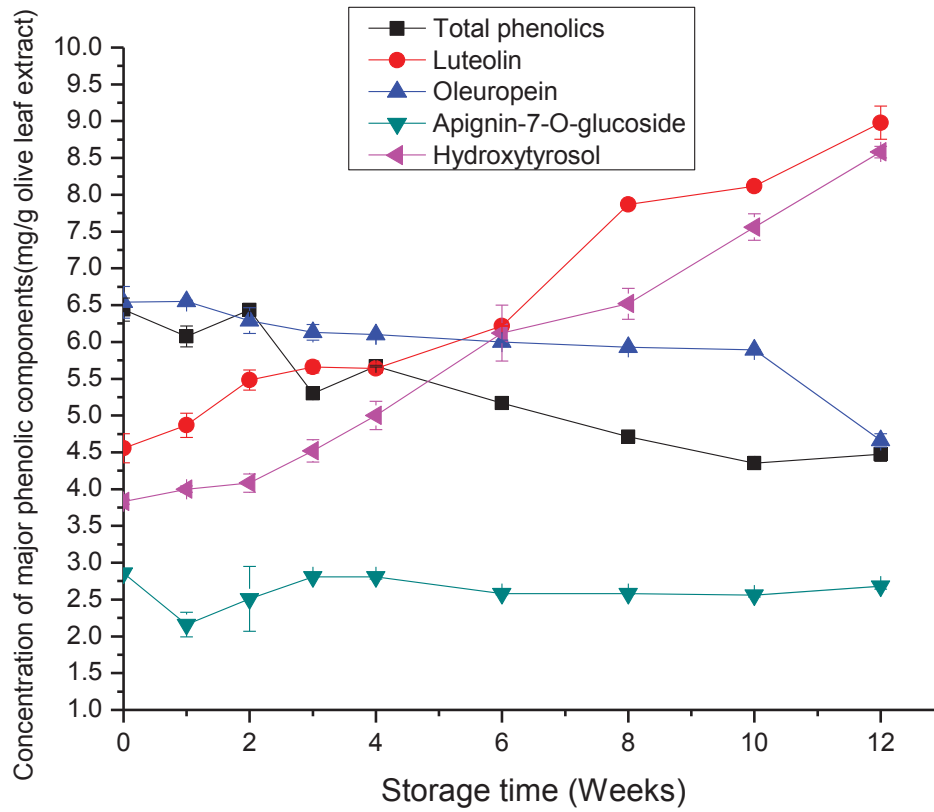 Total phenolics
Luteolin
Oleuropein
Apignin-7-O-glucoside
Hydroxytyrosol
Concentration of major phenolic components(mg/g olive leaf extract)
10.0
9.5
9.0
8.5
8.0
7.5
7.0
6.5
6.0
5.5
5.0
4.5
4.0
3.5
3.0
2.5
2.0
1.5
1.0
0 2 4 6 8 10 12
Storage time (Weeks)